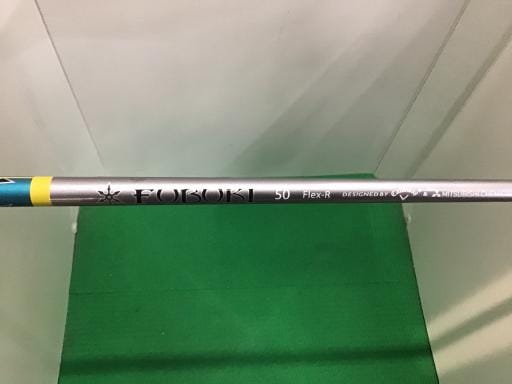 FUBUKI 50 Flex-R DESIGNED BY & MITSUBISHI CHEMICAL